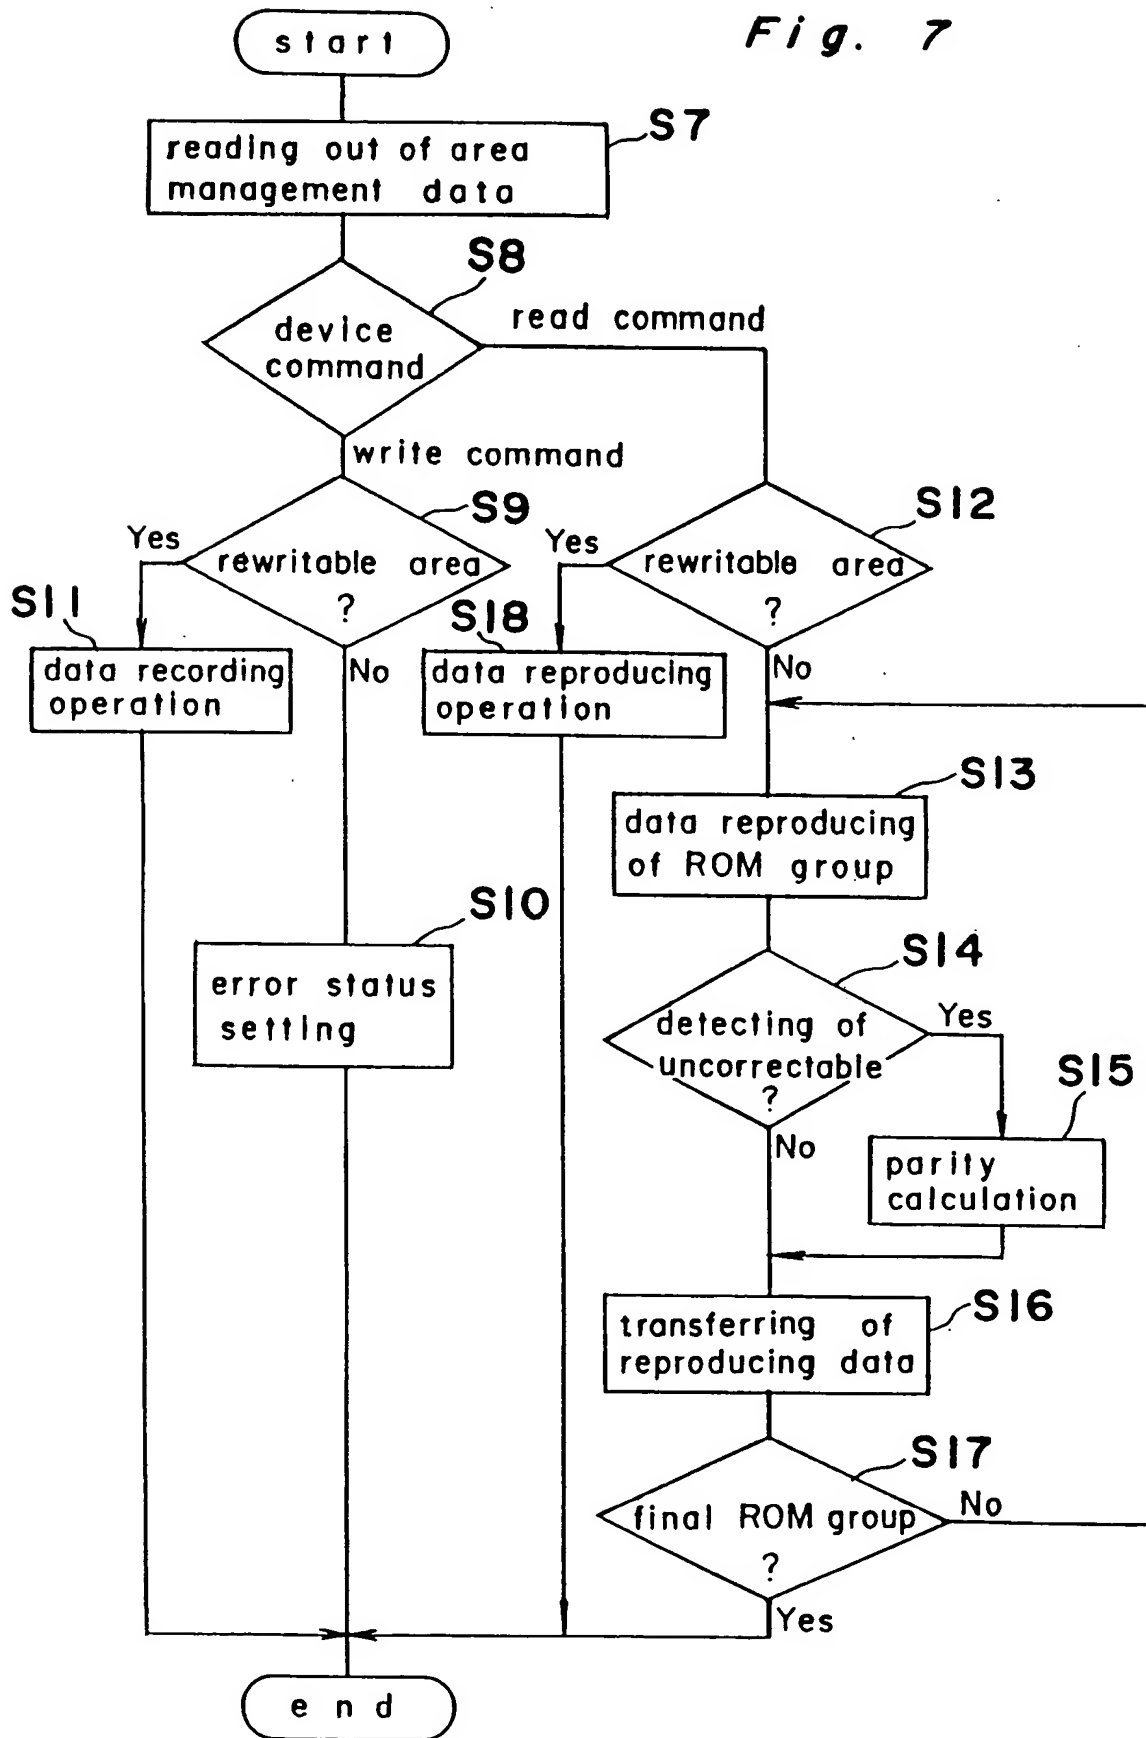 Fig. 7
start
S7
reading out of area
management data
S8
device
command
read command
write command
S9
Yes
rewritable area
?
No
S11
data recording
operation
S10
error status
setting
S12
Yes
rewritable area
?
No
S18
data reproducing
operation
S13
data reproducing
of ROM group
S14
detecting of
uncorrectable
?
Yes
No
S15
parity
calculation
S16
transferring of
reproducing data
S17
final ROM group
?
No
Yes
end